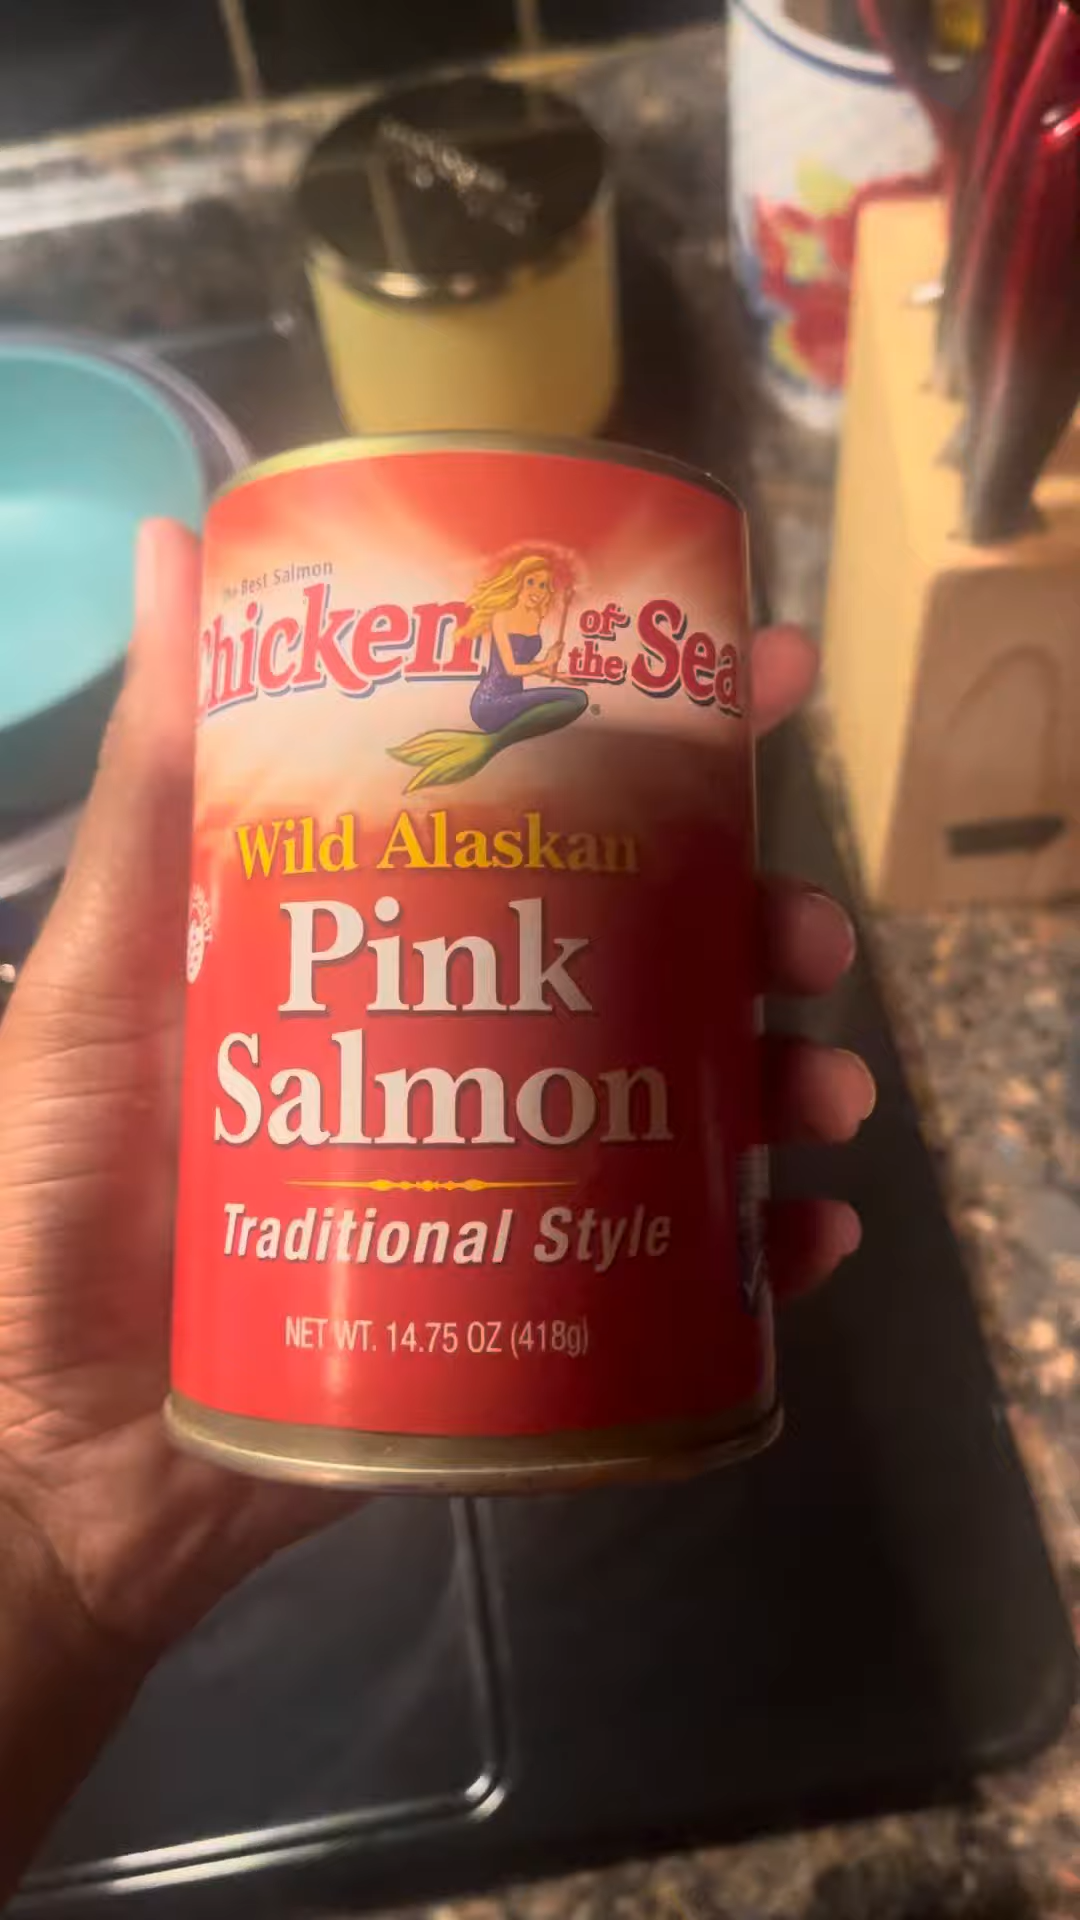 The Best Salmon
Chicken of the Sea®
Wild Alaskan
Pink
Salmon
Traditional Style
NET WT. 14.75 OZ (418g)